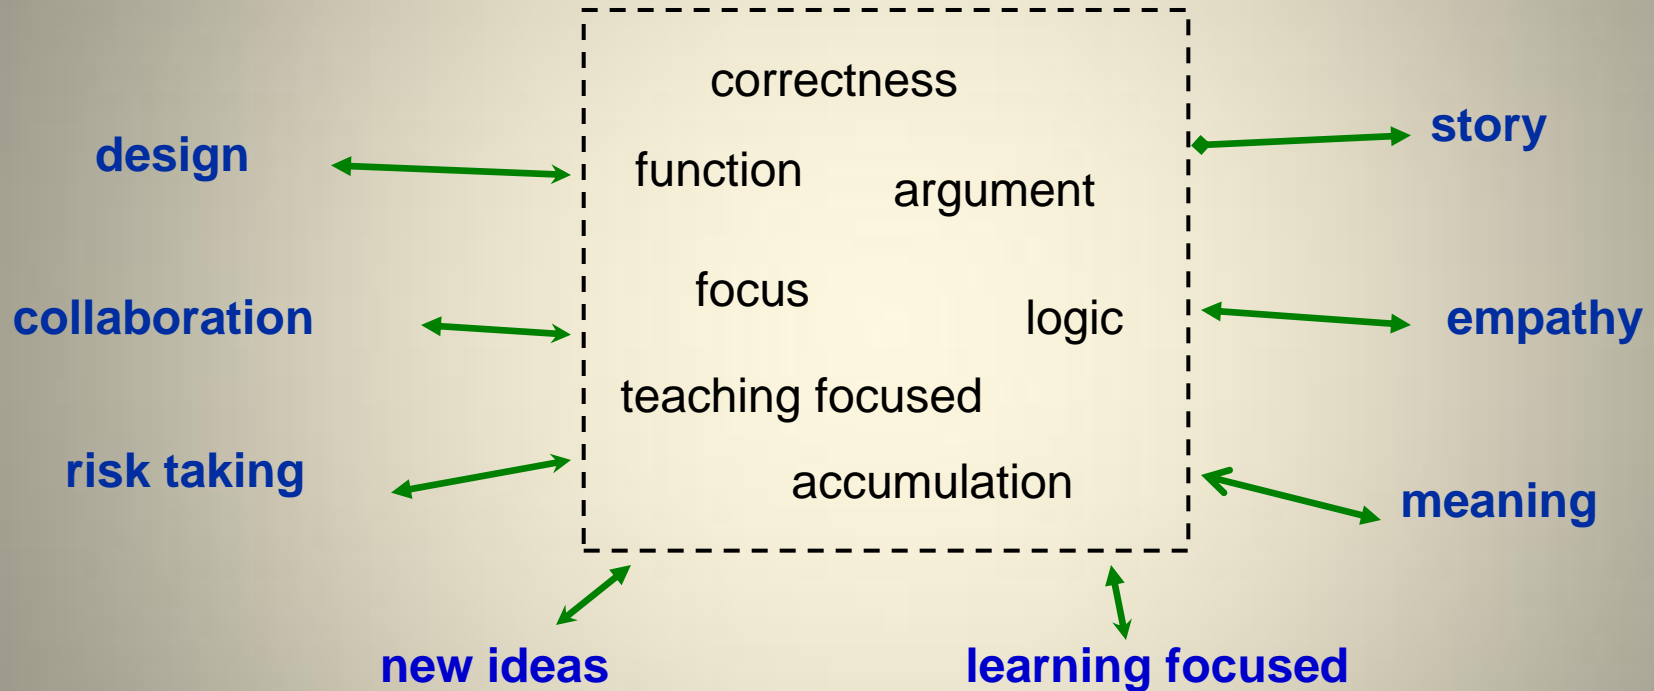 correctness
story
design
function
argument
focus
collaboration
logic
empathy
teaching focused
risk taking
accumulation
meaning
new ideas
learning focused